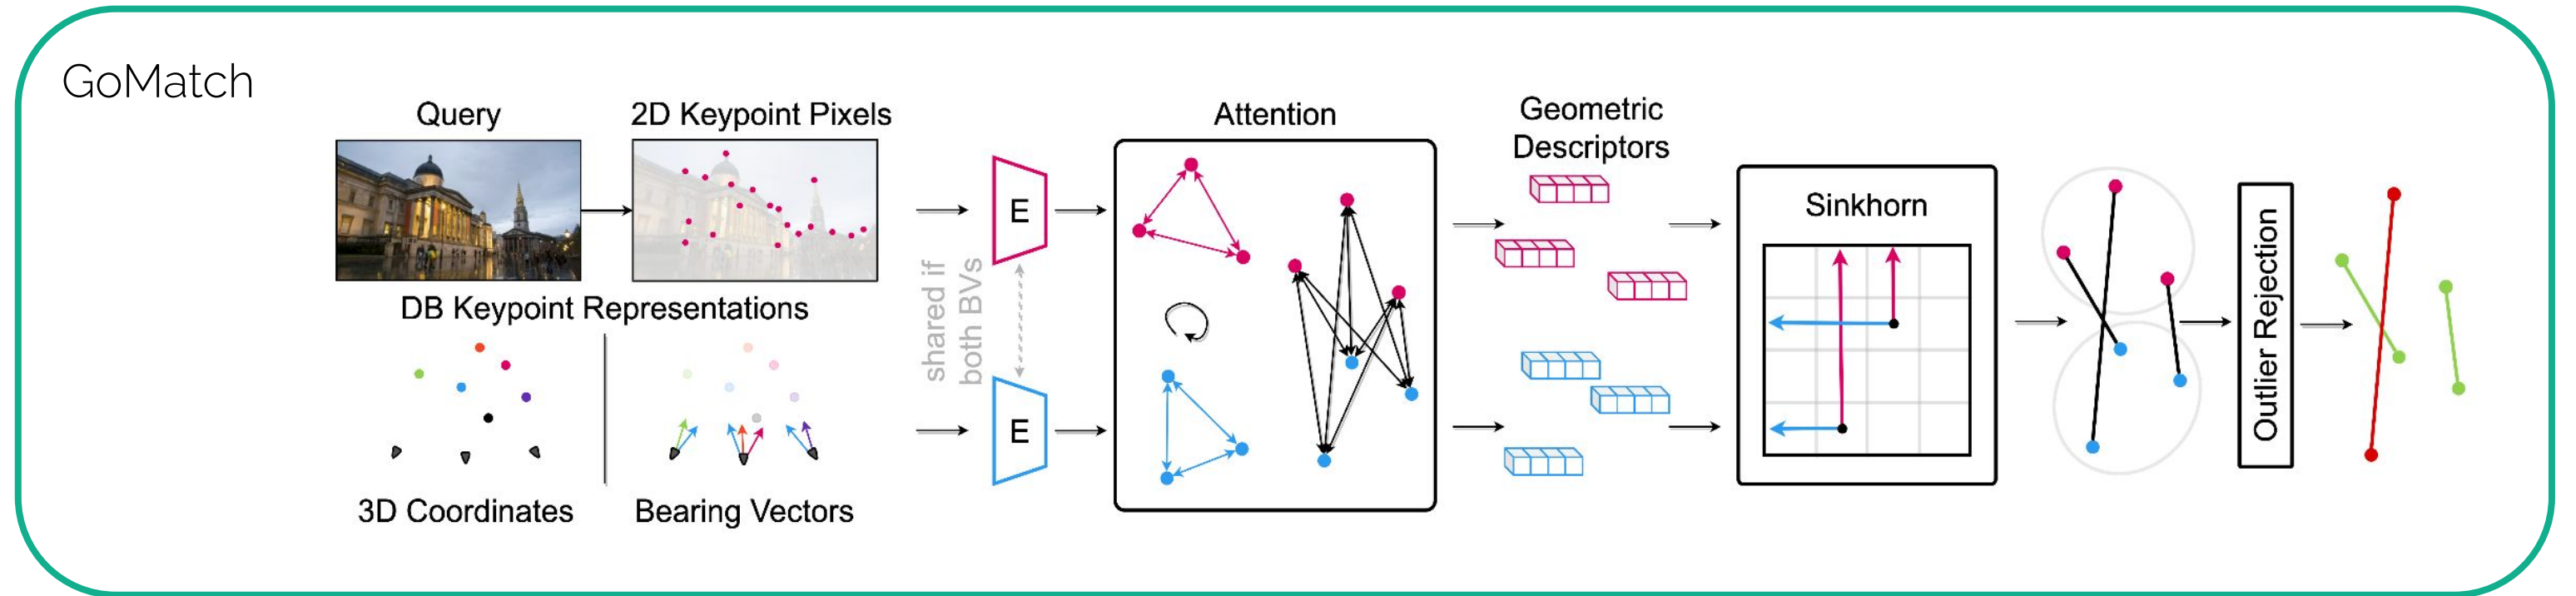 GoMatch
Query
2D Keypoint Pixels
DB Keypoint Representations
3D Coordinates
Bearing Vectors
shared if
both BVs
E
E
Attention
Geometric
Descriptors
Sinkhorn
Outlier Rejection